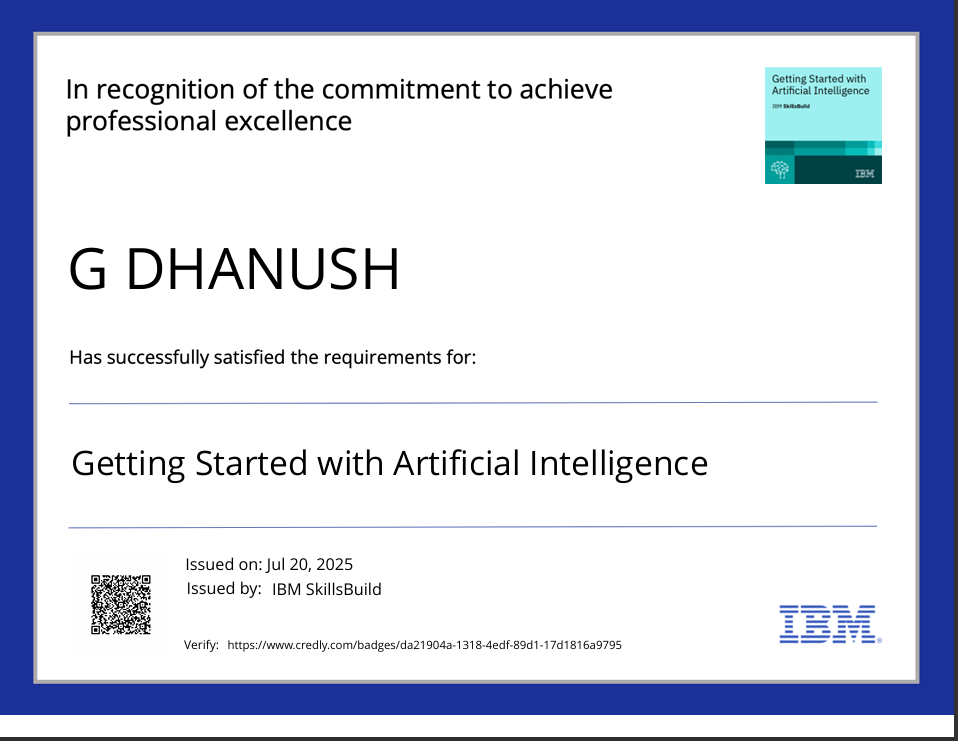 In recognition of the commitment to achieve
professional excellence
Getting Started with
Artificial Intelligence
IBM SkillsBuild
IBM
G DHANUSH
Has successfully satisfied the requirements for:
Getting Started with Artificial Intelligence
Issued on: Jul 20, 2025
Issued by: IBM SkillsBuild
Verify: https://www.credly.com/badges/da21904a-1318-4edf-89d1-17d1816a9795
IBM®